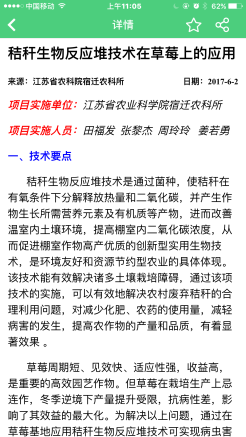 中国移动 上午11:05 62%
详情
秸秆生物反应堆技术在草莓上的应用
来源：江苏省农科院宿迁农科所 日期：2017-6-2
项目实施单位：江苏省农业科学院宿迁农科所
项目实施人员：田福发 张黎杰 周玲玲 姜若勇
一、技术要点
秸秆生物反应堆技术是通过菌种，使秸秆在
有氧条件下分解释放热量和二氧化碳，并产生作
物生长所需营养元素及有机质等产物，进而改善
温室内土壤环境，提高棚室内二氧化碳浓度，从
而促进棚室作物高产优质的创新型实用生物技
术，是环境友好和资源节约型农业的具体体现。
该技术能有效解决诸多土壤栽培障碍，通过该项
技术的实施，可以有效地解决农村废弃秸秆的合
理利用问题，对减少化肥、农药的使用量，减轻
病害的发生，提高农作物的产量和品质，有着显
著效果 。
草莓周期短、见效快、适应性强，收益高，
是重要的高效园艺作物。但草莓在栽培生产上忌
连作，冬季逆境下产量提升受限，抗病性差，影
响了其效益的最大化。为解决以上问题，通过在
草莓基地应用秸秆生物反应堆技术可实现病虫害